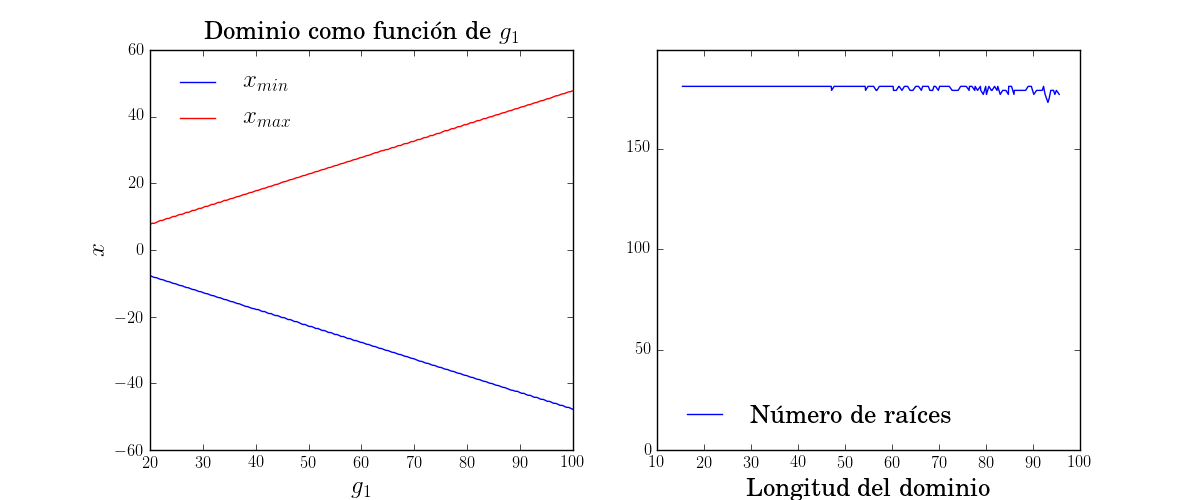 Dominio como función de g1
60
40
20
0
−20
−40
−60
x
xmin
xmax
20 30 40 50 60 70 80 90 100
g1
150
100
50
0
Número de raíces
10 20 30 40 50 60 70 80 90 100
Longitud del dominio